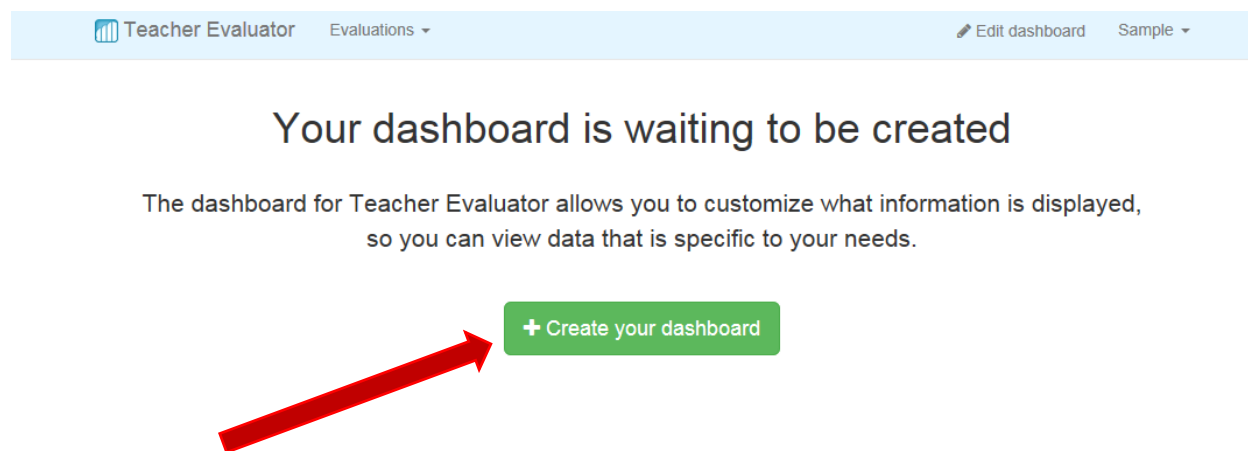 Teacher Evaluator Evaluations Edit dashboard Sample
Your dashboard is waiting to be created
The dashboard for Teacher Evaluator allows you to customize what information is displayed,
so you can view data that is specific to your needs.
+ Create your dashboard